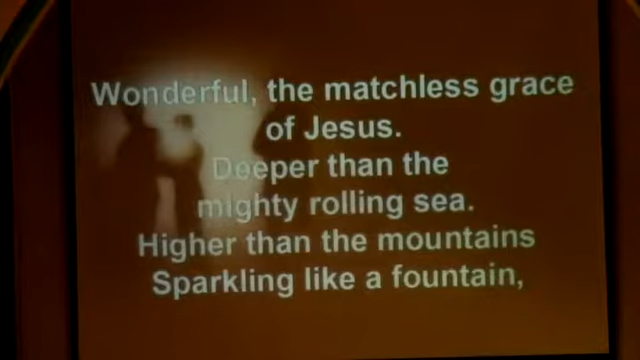 Wonderful, the matchless grace
of Jesus.
Deeper than the
mighty rolling sea.
Higher than the mountains
Sparkling like a fountain,